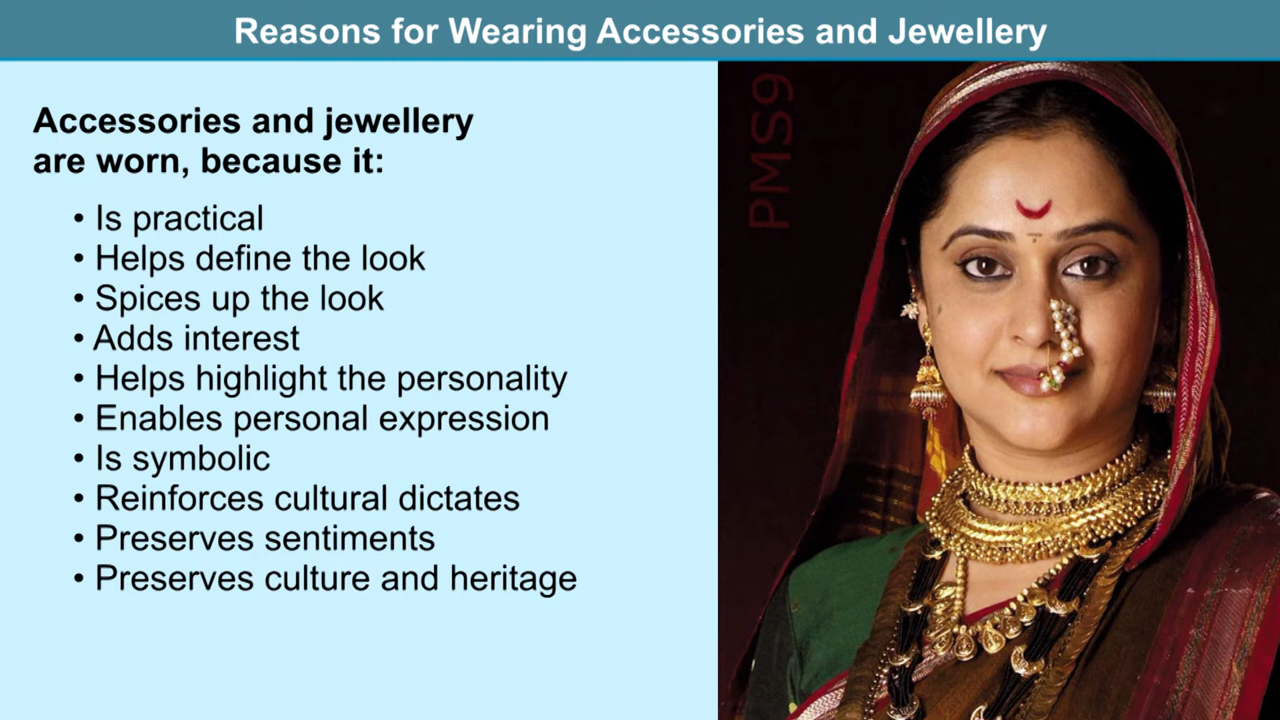 Reasons for Wearing Accessories and Jewellery
Accessories and jewellery
are worn, because it:
• Is practical
• Helps define the look
• Spices up the look
• Adds interest
• Helps highlight the personality
• Enables personal expression
• Is symbolic
• Reinforces cultural dictates
• Preserves sentiments
• Preserves culture and heritage
PMS9